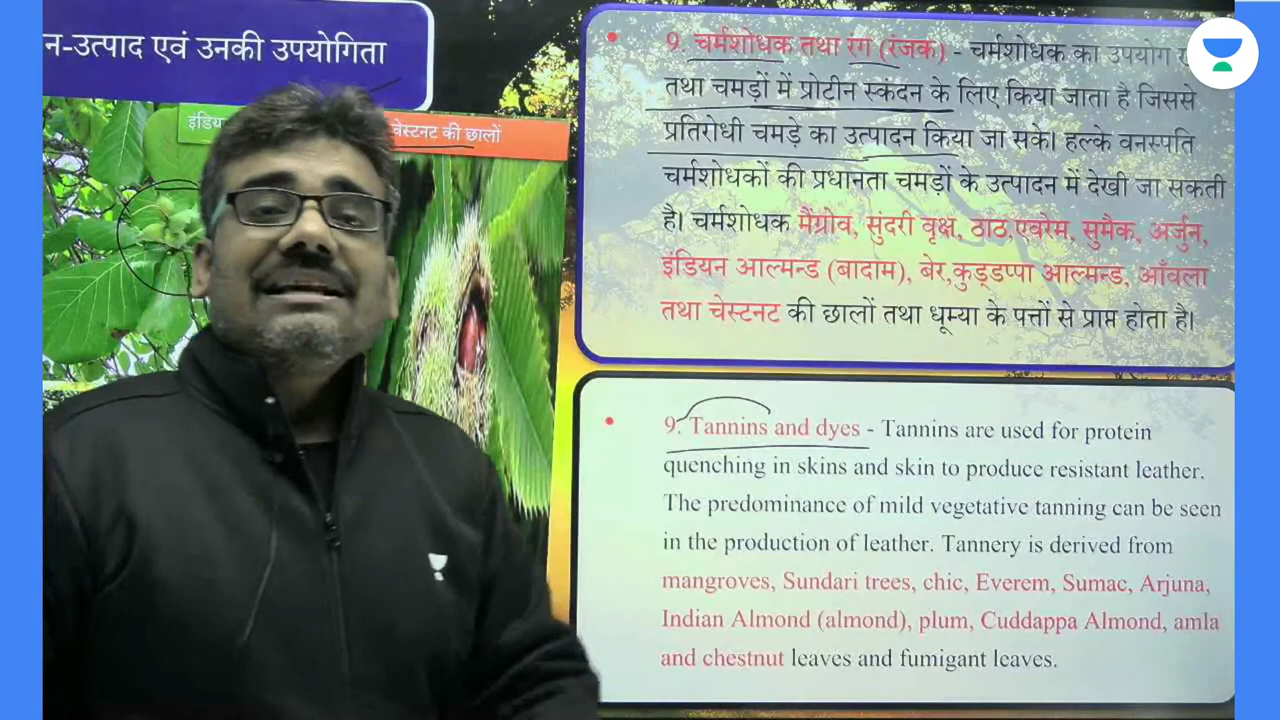 न-उत्पाद एवं उनकी उपयोगिता
इंडिय
चेस्टनट की छालों
9. चर्मशोधक तथा रंग (रंजक) - चर्मशोधक का उपयोग
तथा चमड़ों में प्रोटीन स्कंदन के लिए किया जाता है जिससे
प्रतिरोधी चमड़े का उत्पादन किया जा सके। हल्के वनस्पति
चर्मशोधकों की प्रधानता चमड़ों के उत्पादन में देखी जा सकती
है। चर्मशोधक मैंग्रोव, सुंदरी वृक्ष, ठाठ,एवरेम, सुमैक, अर्जुन,
इंडियन आल्मन्ड (बादाम), बेर,कुड्डप्पा आल्मन्ड, आँवला
तथा चेस्टनट की छालों तथा धूम्या के पत्तों से प्राप्त होता है।
9. Tannins and dyes - Tannins are used for protein
quenching in skins and skin to produce resistant leather.
The predominance of mild vegetative tanning can be seen
in the production of leather. Tannery is derived from
mangroves, Sundari trees, chic, Everem, Sumac, Arjuna,
Indian Almond (almond), plum, Cuddappa Almond, amla
and chestnut leaves and fumigant leaves.